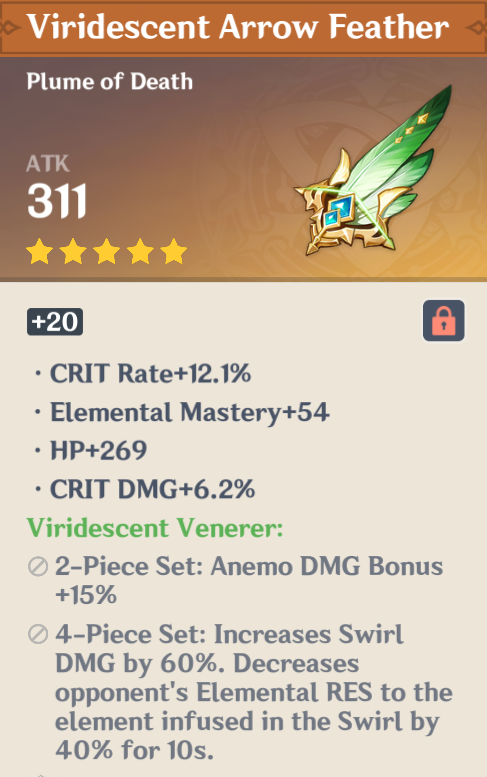 Viridescent Arrow Feather
Plume of Death
ATK
311
+20
· CRIT Rate+12.1%
· Elemental Mastery+54
· HP+269
· CRIT DMG+6.2%
Viridescent Venerer:
2-Piece Set: Anemo DMG Bonus
+15%
4-Piece Set: Increases Swirl
DMG by 60%. Decreases
opponent's Elemental RES to the
element infused in the Swirl by
40% for 10s.